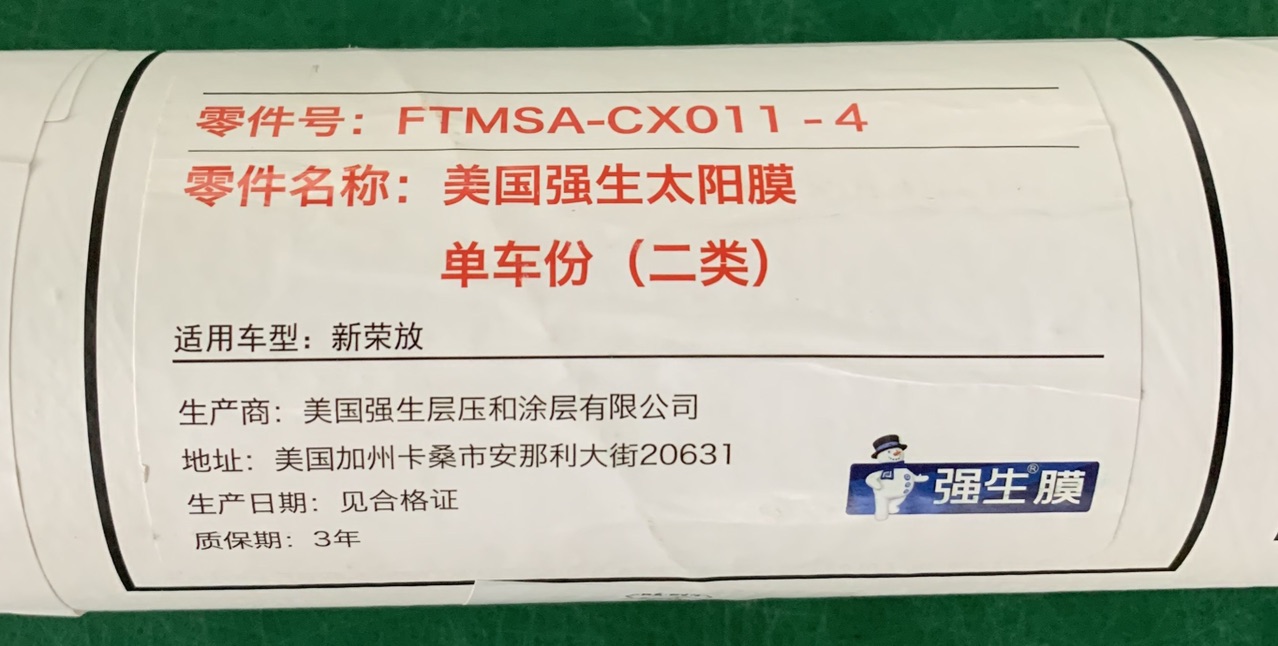 零件号：FTMSA-CX011 - 4
零件名称：美国强生太阳膜
单车份（二类）
适用车型：新荣放
生产商：美国强生层压和涂层有限公司
地址：美国加州卡桑市安那利大街20631
生产日期：见合格证
质保期：3年
强生®膜